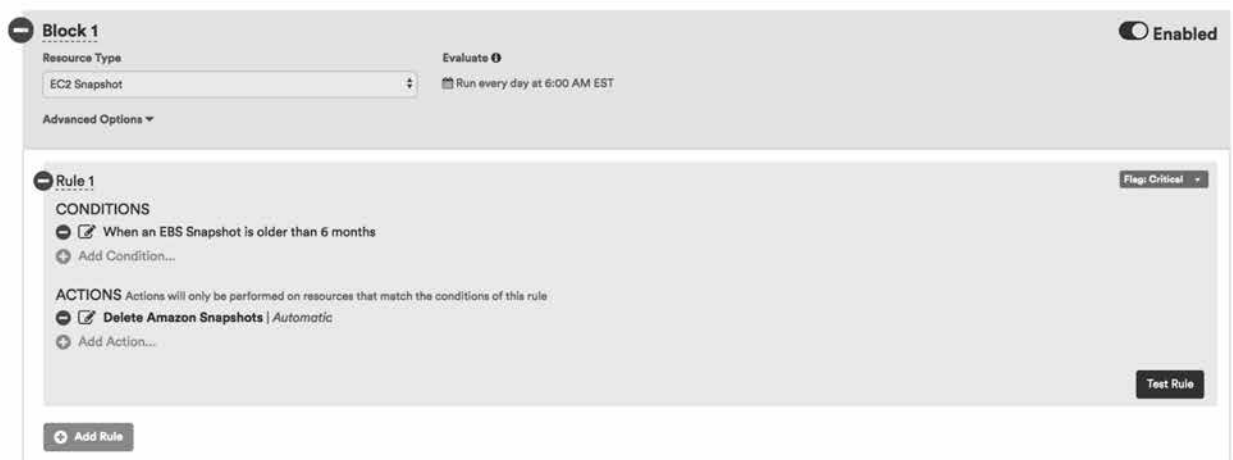 Block 1
Enabled
Resource Type
Evaluate
EC2 Snapshot
Run every day at 6:00 AM EST
Advanced Options
Rule 1
Flag: Critical
CONDITIONS
When an EBS Snapshot is older than 6 months
Add Condition...
ACTIONS Actions will only be performed on resources that match the conditions of this rule
Delete Amazon Snapshots | Automatic
Add Action...
Test Rule
Add Rule